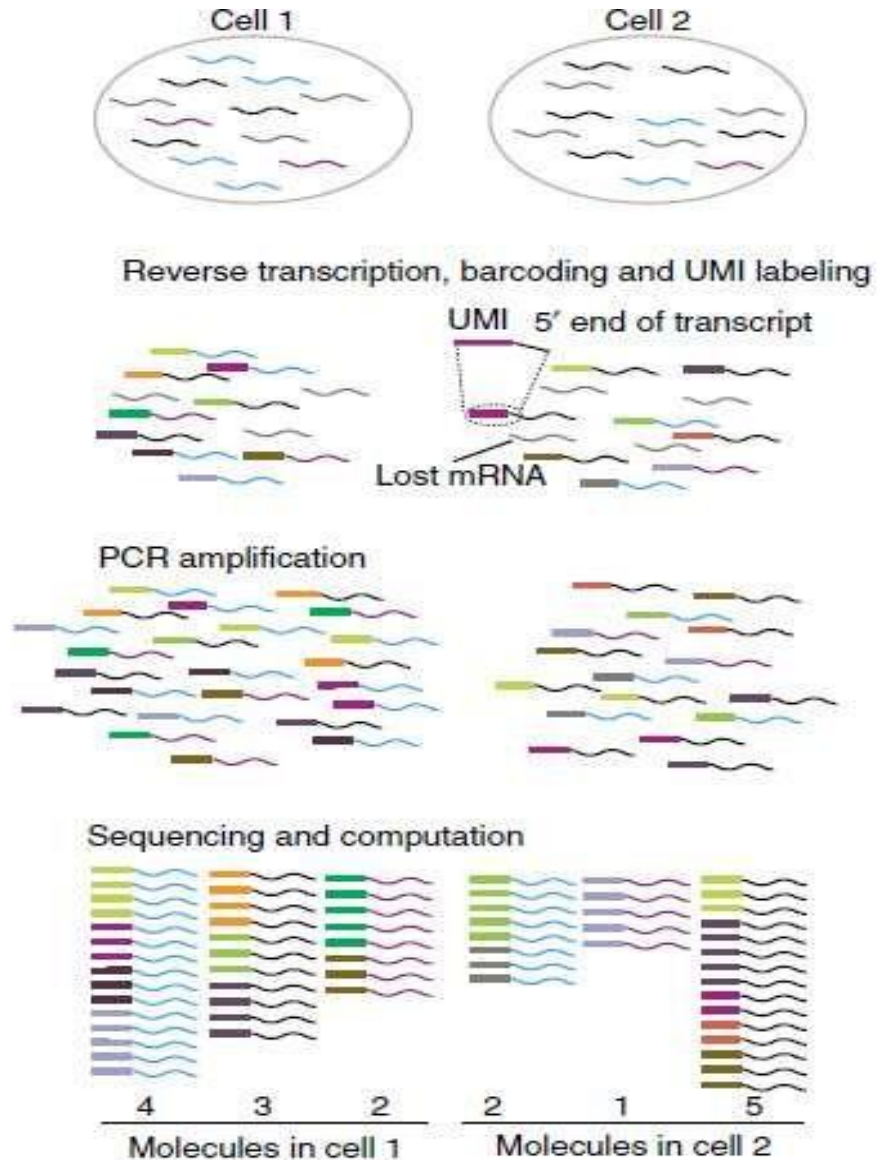 Cell 1
Cell 2
Reverse transcription, barcoding and UMI labeling
UMI
5′ end of transcript
Lost mRNA
PCR amplification
Sequencing and computation
4 3 2
2 1 5
Molecules in cell 1
Molecules in cell 2